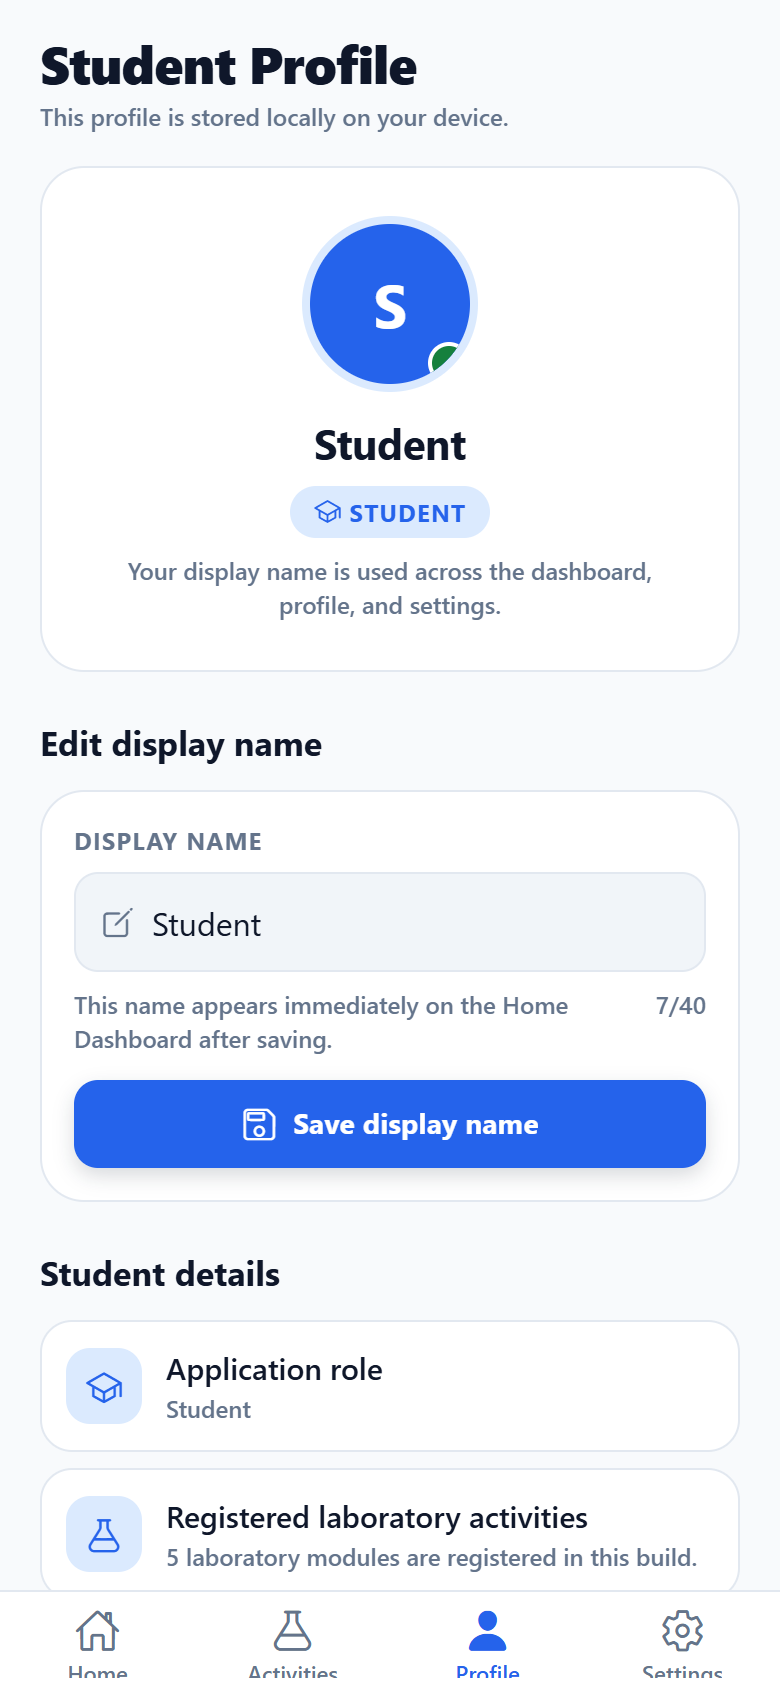 Student Profile
This profile is stored locally on your device.
S
Student
STUDENT
Your display name is used across the dashboard,
profile, and settings.
Edit display name
DISPLAY NAME
Student
This name appears immediately on the Home
Dashboard after saving.
7/40
Save display name
Student details
Application role
Student
Registered laboratory activities
5 laboratory modules are registered in this build.
Home
Activities
Profile
Settings